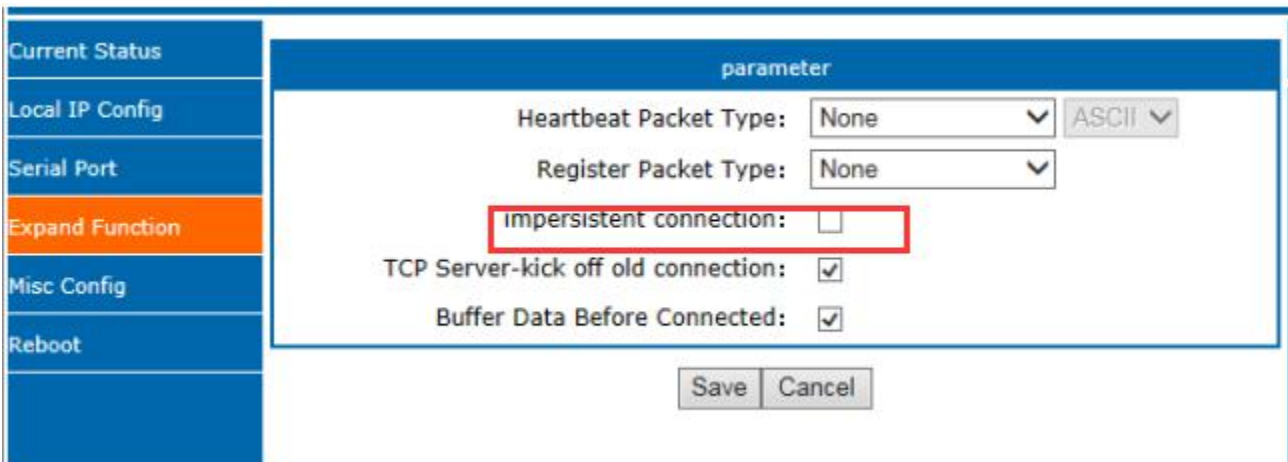 Current Status
Local IP Config
Serial Port
Expand Function
Misc Config
Reboot
parameter
Heartbeat Packet Type: None ASCII
Register Packet Type: None
Impersistent connection:
TCP Server-kick off old connection:
Buffer Data Before Connected:
Save Cancel